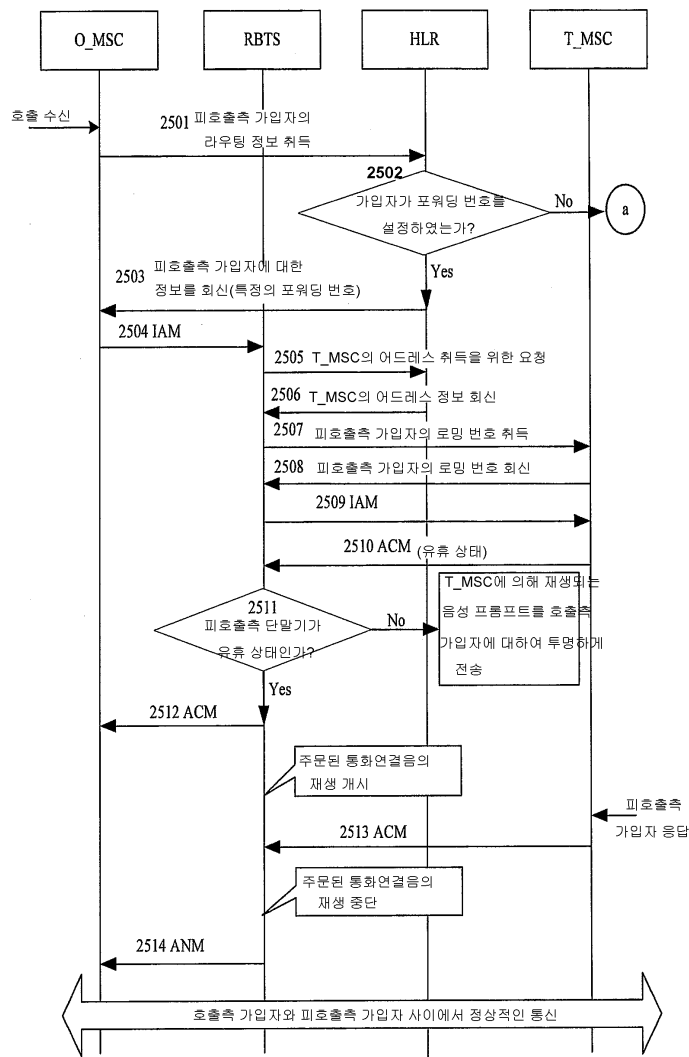 O_MSC
RBTS
HLR
T_MSC
호출 수신
2501 피호출측 가입자의
라우팅 정보 취득
2502
가입자가 포워딩 번호를
설정하였는가?
No
a
Yes
2503 피호출측 가입자에 대한
정보를 회신(특정의 포워딩 번호)
2504 IAM
2505 T_MSC의 어드레스 취득을 위한 요청
2506 T_MSC의 어드레스 정보 회신
2507 피호출측 가입자의 로밍 번호 취득
2508 피호출측 가입자의 로밍 번호 회신
2509 IAM
2510 ACM (유휴 상태)
2511
피호출측 단말기가
유휴 상태인가?
No
T_MSC에 의해 재생되는
음성 프롬프트를 호출측
가입자에 대하여 투명하게
전송
Yes
2512 ACM
주문된 통화연결음의
재생 개시
피호출측
가입자 응답
2513 ACM
주문된 통화연결음의
재생 중단
2514 ANM
호출측 가입자와 피호출측 가입자 사이에서 정상적인 통신